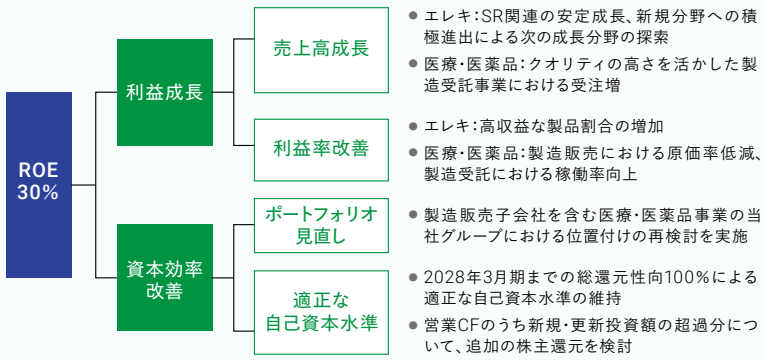 ROE
30%
利益成長
売上高成長
● エレキ：SR関連の安定成長、新規分野への積
極進出による次の成長分野の探索
● 医療・医薬品：クオリティの高さを活かした製
造受託事業における受注増
利益率改善
● エレキ：高収益な製品割合の増加
● 医療・医薬品：製造販売における原価率低減、
製造受託における稼働率向上
資本効率
改善
ポートフォリオ
見直し
● 製造販売子会社を含む医療・医薬品事業の当
社グループにおける位置付けの再検討を実施
適正な
自己資本水準
● 2028年3月期までの総還元性向100%による
適正な自己資本水準の維持
● 営業CFのうち新規・更新投資額の超過分につ
いて、追加の株主還元を検討